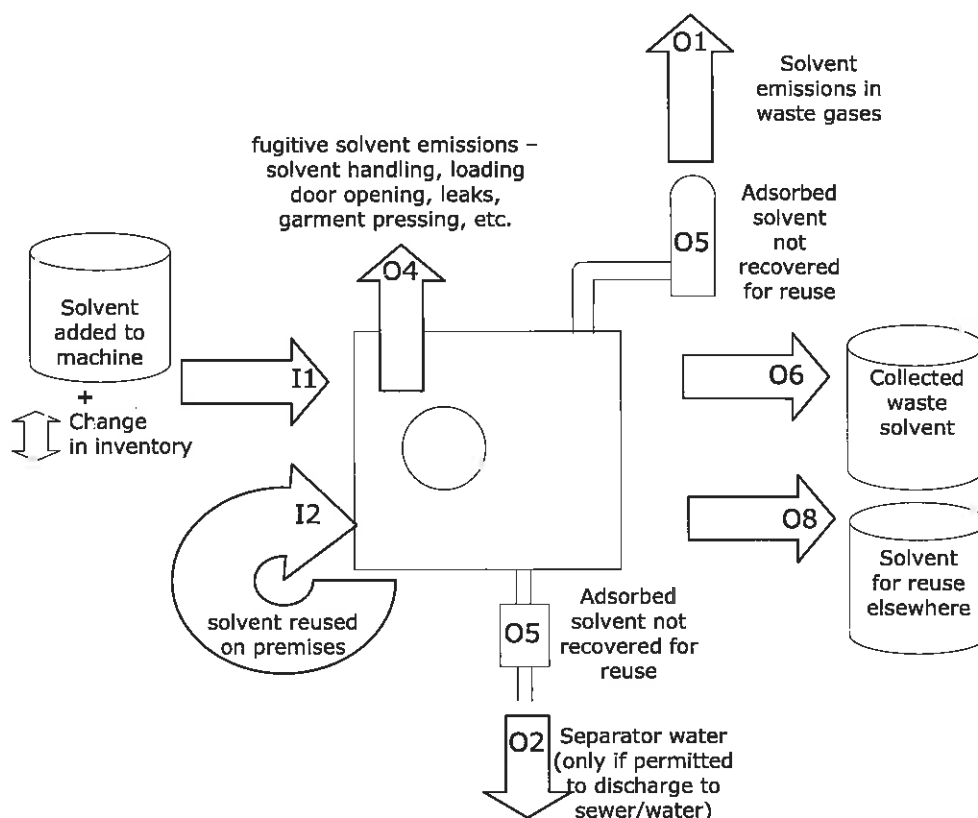 O1
Solvent
emissions in
waste gases
fugitive solvent emissions –
solvent handling, loading
door opening, leaks,
garment pressing, etc.
O4
O5
Adsorbed
solvent
not
recovered
for reuse
Solvent
added to
machine
+
Change
in inventory
I1
I2
solvent reused
on premises
O6
Collected
waste
solvent
O8
Solvent
for reuse
elsewhere
O5
Adsorbed
solvent not
recovered for
reuse
O2
Separator water
(only if permitted
to discharge to
sewer/water)